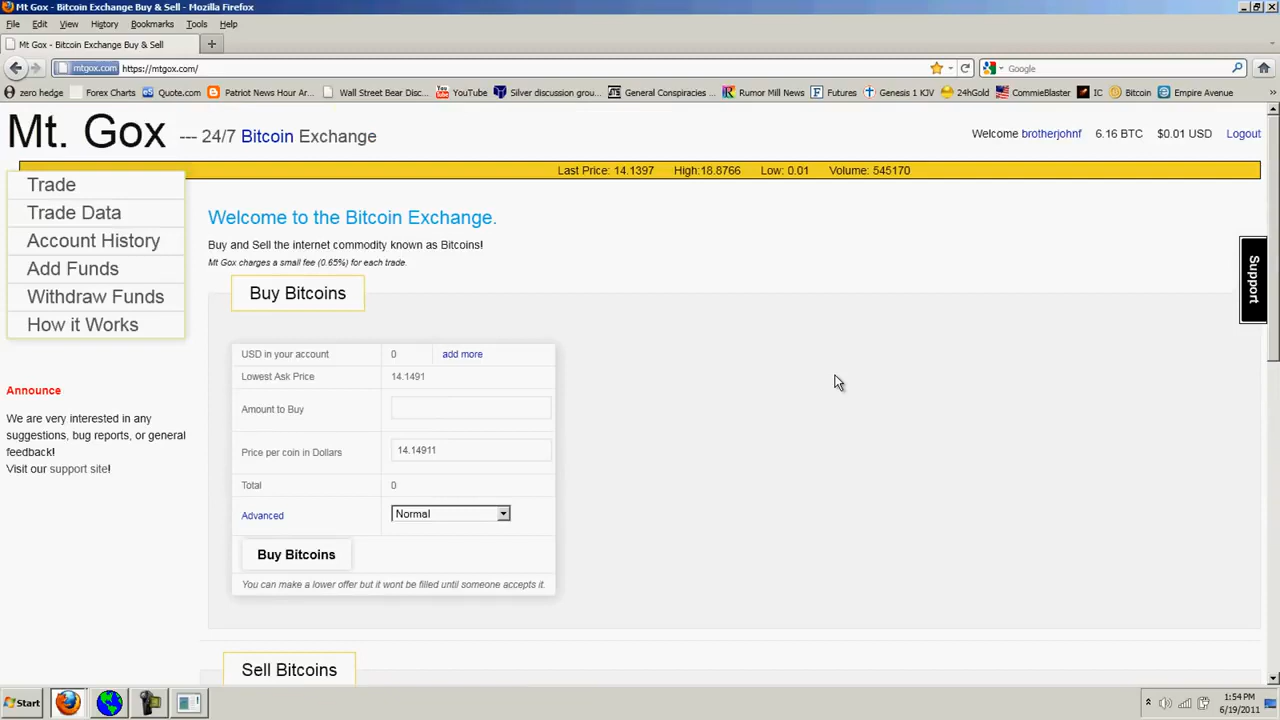 Mt Gox - Bitcoin Exchange Buy & Sell - Mozilla Firefox
File Edit View History Bookmarks Tools Help
Mt Gox - Bitcoin Exchange Buy & Sell
mtgox.com https://mtgox.com/ Google
zero hedge Forex Charts Quote.com Patriot News Hour Ar... Wall Street Bear Disc... YouTube Silver discussion grou... General Conspiracies ... Rumor Mill News Futures Genesis 1 KJV 24hGold CommieBlaster IC Bitcoin Empire Avenue
Mt. Gox --- 24/7 Bitcoin Exchange
Welcome brotherjohnf 6.16 BTC $0.01 USD Logout
Last Price: 14.1397 High:18.8766 Low: 0.01 Volume: 545170
Trade
Trade Data
Account History
Add Funds
Withdraw Funds
How it Works
Announce
We are very interested in any
suggestions, bug reports, or general
feedback!
Visit our support site!
Welcome to the Bitcoin Exchange.
Buy and Sell the internet commodity known as Bitcoins!
Mt Gox charges a small fee (0.65%) for each trade.
Buy Bitcoins
USD in your account 0 add more
Lowest Ask Price 14.1491
Amount to Buy
Price per coin in Dollars 14.14911
Total 0
Advanced Normal
Buy Bitcoins
You can make a lower offer but it wont be filled until someone accepts it.
Sell Bitcoins
Support
Start
1:54 PM
6/19/2011